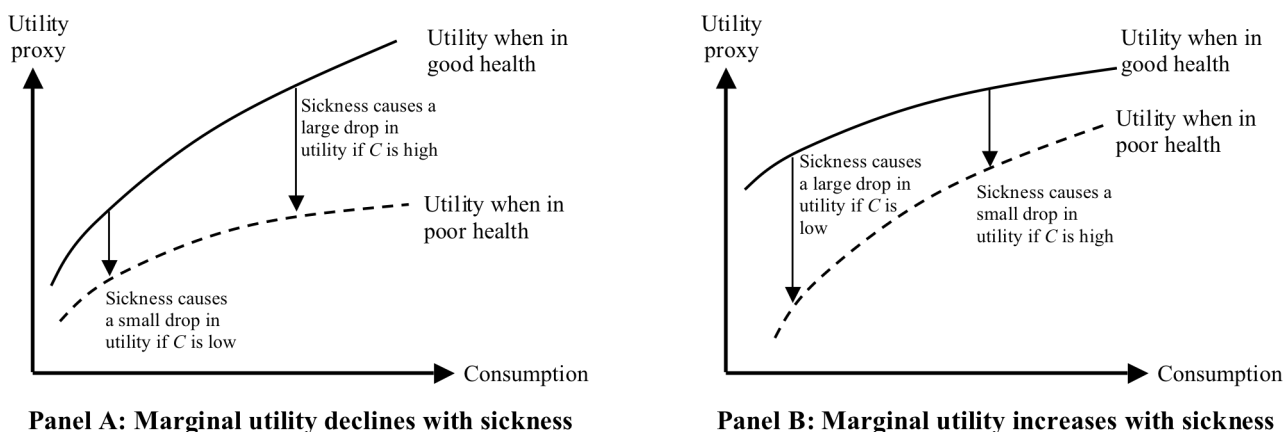 Utility
proxy
Utility when in
good health
Sickness causes a
large drop in
utility if C is high
Utility when in
poor health
Sickness causes
a small drop in
utility if C is low
Consumption
Panel A: Marginal utility declines with sickness
Utility
proxy
Utility when in
good health
Utility when in
poor health
Sickness causes
a large drop in
utility if C is
low
Sickness causes a
small drop in
utility if C is high
Consumption
Panel B: Marginal utility increases with sickness